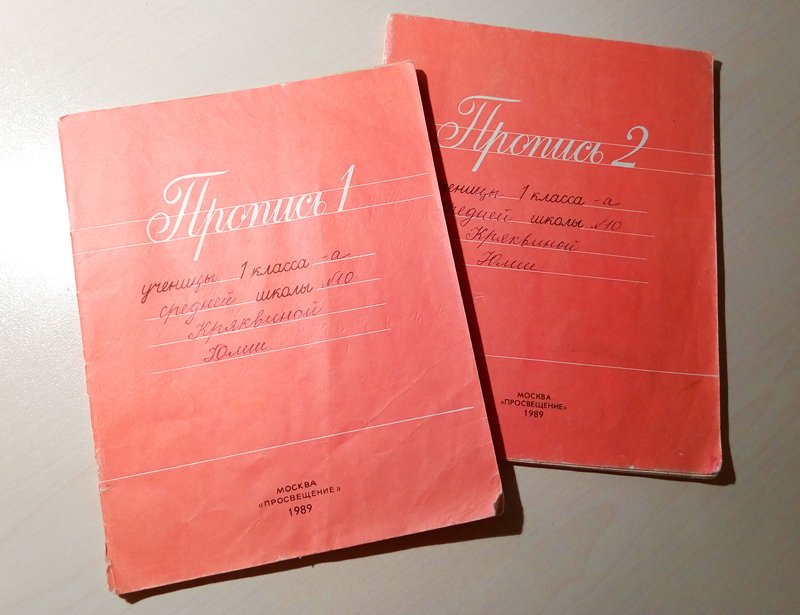 Пропись 1
ученицы 1 класса -а
средней школы №10
Кряквиной
Юлии
МОСКВА
«ПРОСВЕЩЕНИЕ»
1989
Пропись 2
ученицы 1 класса -а
средней школы №10
Кряквиной
Юлии
МОСКВА
«ПРОСВЕЩЕНИЕ»
1989